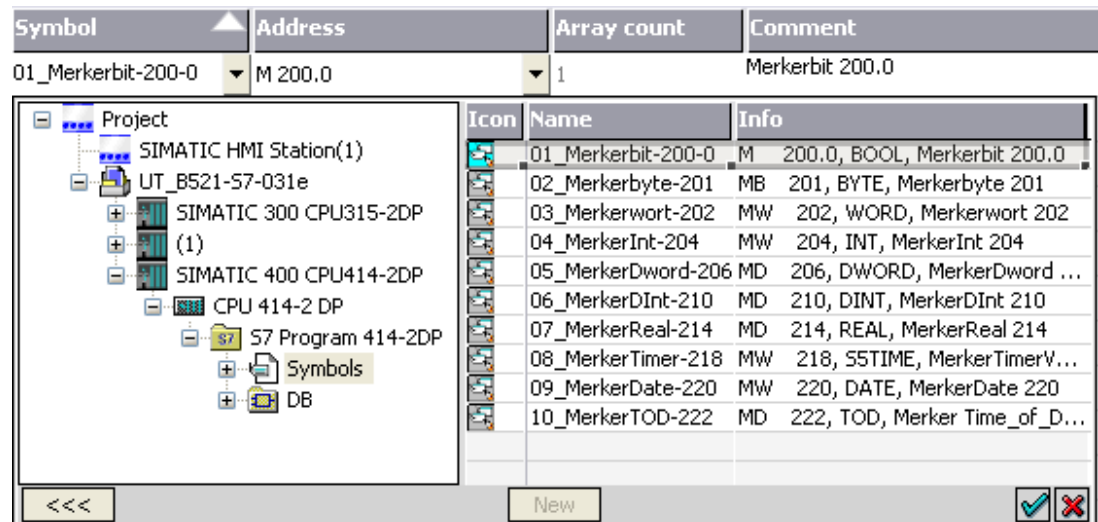 Symbol Address Array count Comment
01_Merkerbit-200-0 M 200.0 1 Merkerbit 200.0
Project
SIMATIC HMI Station(1)
UT_B521-S7-031e
SIMATIC 300 CPU315-2DP
(1)
SIMATIC 400 CPU414-2DP
CPU 414-2 DP
S7 S7 Program 414-2DP
Symbols
DB
Icon Name Info
01_Merkerbit-200-0 M 200.0, BOOL, Merkerbit 200.0
02_Merkerbyte-201 MB 201, BYTE, Merkerbyte 201
03_Merkerwort-202 MW 202, WORD, Merkerwort 202
04_MerkerInt-204 MW 204, INT, MerkerInt 204
05_MerkerDword-206 MD 206, DWORD, MerkerDword ...
06_MerkerDInt-210 MD 210, DINT, MerkerDInt 210
07_MerkerReal-214 MD 214, REAL, MerkerReal 214
08_MerkerTimer-218 MW 218, S5TIME, MerkerTimerV...
09_MerkerDate-220 MW 220, DATE, MerkerDate 220
10_MerkerTOD-222 MD 222, TOD, Merker Time_of_D...
<<< New